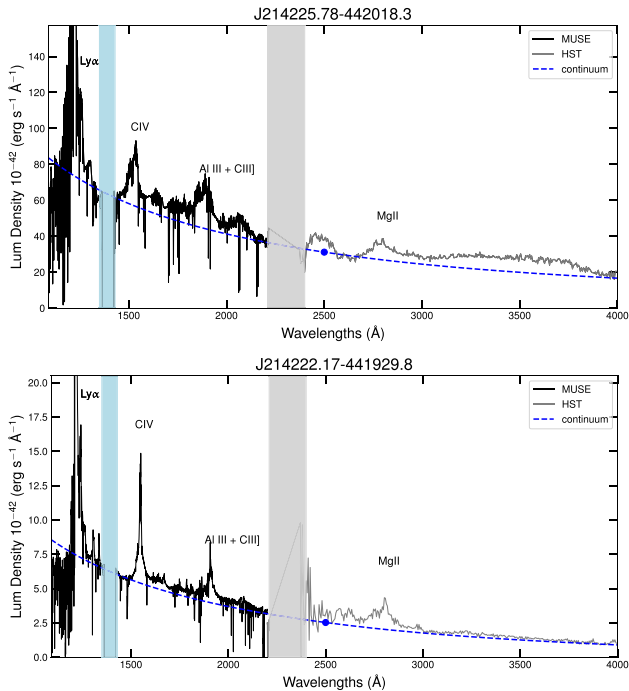 J214225.78-442018.3
Lum Density 10⁻⁴² (erg s⁻¹ Å⁻¹)
140
120
100
80
60
40
20
0
Lyα
CIV
Al III + CIII]
MgII
MUSE
HST
continuum
1500 2000 2500 3000 3500 4000
Wavelengths (Å)
J214222.17-441929.8
Lum Density 10⁻⁴² (erg s⁻¹ Å⁻¹)
20.0
17.5
15.0
12.5
10.0
7.5
5.0
2.5
0.0
Lyα
CIV
Al III + CIII]
MgII
MUSE
HST
continuum
1500 2000 2500 3000 3500 4000
Wavelengths (Å)